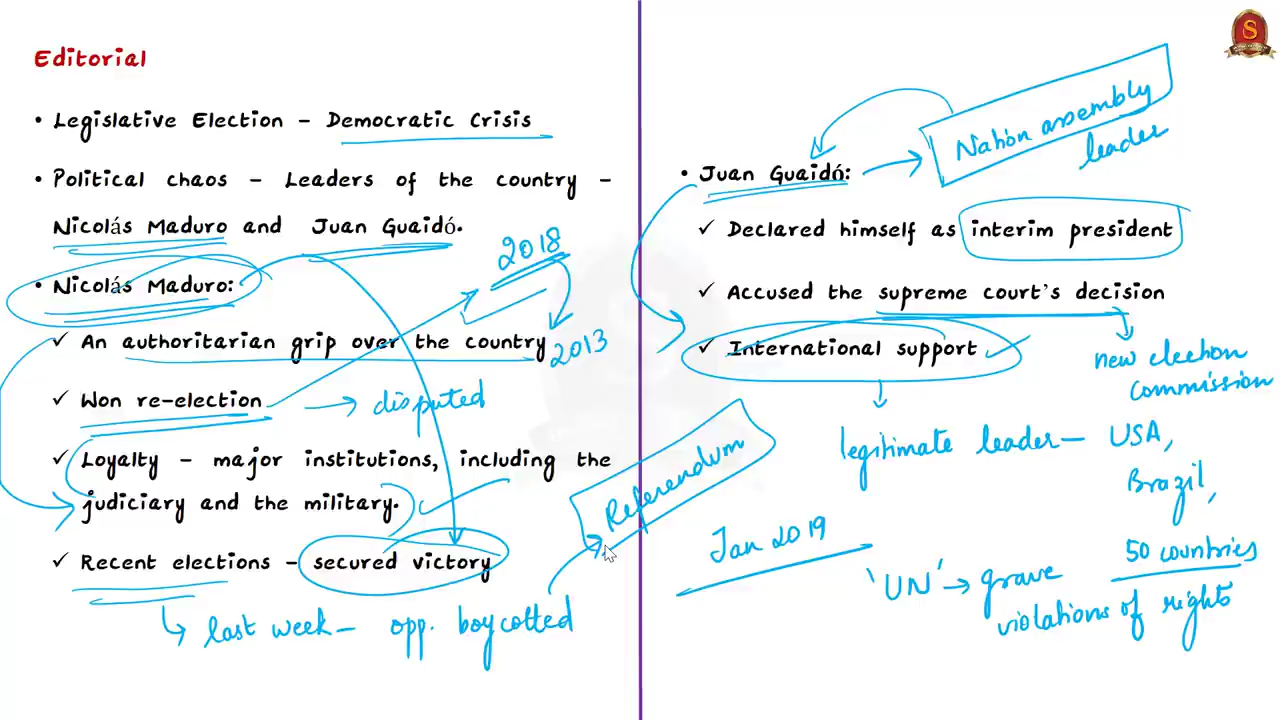 Editorial
• Legislative Election – Democratic Crisis
• Political chaos – Leaders of the country –
Nicolás Maduro and Juan Guaidó.
2018
• Nicolás Maduro:
✓ An authoritarian grip over the country
2013
✓ Won re-election
→ disputed
✓ Loyalty – major institutions, including the
judiciary and the military.
✓ Recent elections – secured victory
last week – opp. boycotted
Referendum
S
Nation assembly
leader
• Juan Guaidó:
✓ Declared himself as interim president
✓ Accused the supreme court's decision
new election
commission
✓ International support
legitimate leader – USA,
Brazil,
50 countries
Jan 2019
'UN' → grave
violations of rights